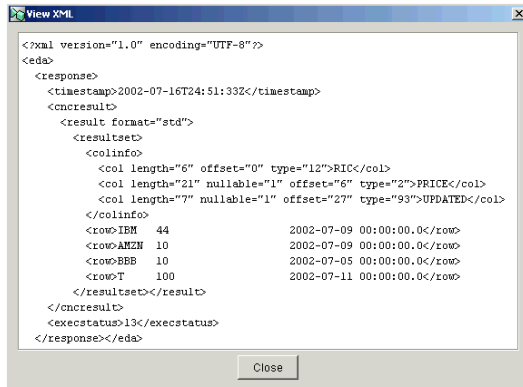 View XML
<?xml version="1.0" encoding="UTF-8"?>
<eda>
  <response>
    <timestamp>2002-07-16T24:51:33Z</timestamp>
    <cncresult>
      <result format="std">
        <resultset>
          <colinfo>
            <col length="6" offset="0" type="12">RIC</col>
            <col length="21" nullable="1" offset="6" type="2">PRICE</col>
            <col length="7" nullable="1" offset="27" type="93">UPDATED</col>
          </colinfo>
          <row>IBM   44                   2002-07-09 00:00:00.0</row>
          <row>AMZN  10                   2002-07-09 00:00:00.0</row>
          <row>BBB   10                   2002-07-05 00:00:00.0</row>
          <row>T     100                  2002-07-11 00:00:00.0</row>
        </resultset></result>
    </cncresult>
    <execstatus>13</execstatus>
  </response></eda>
Close